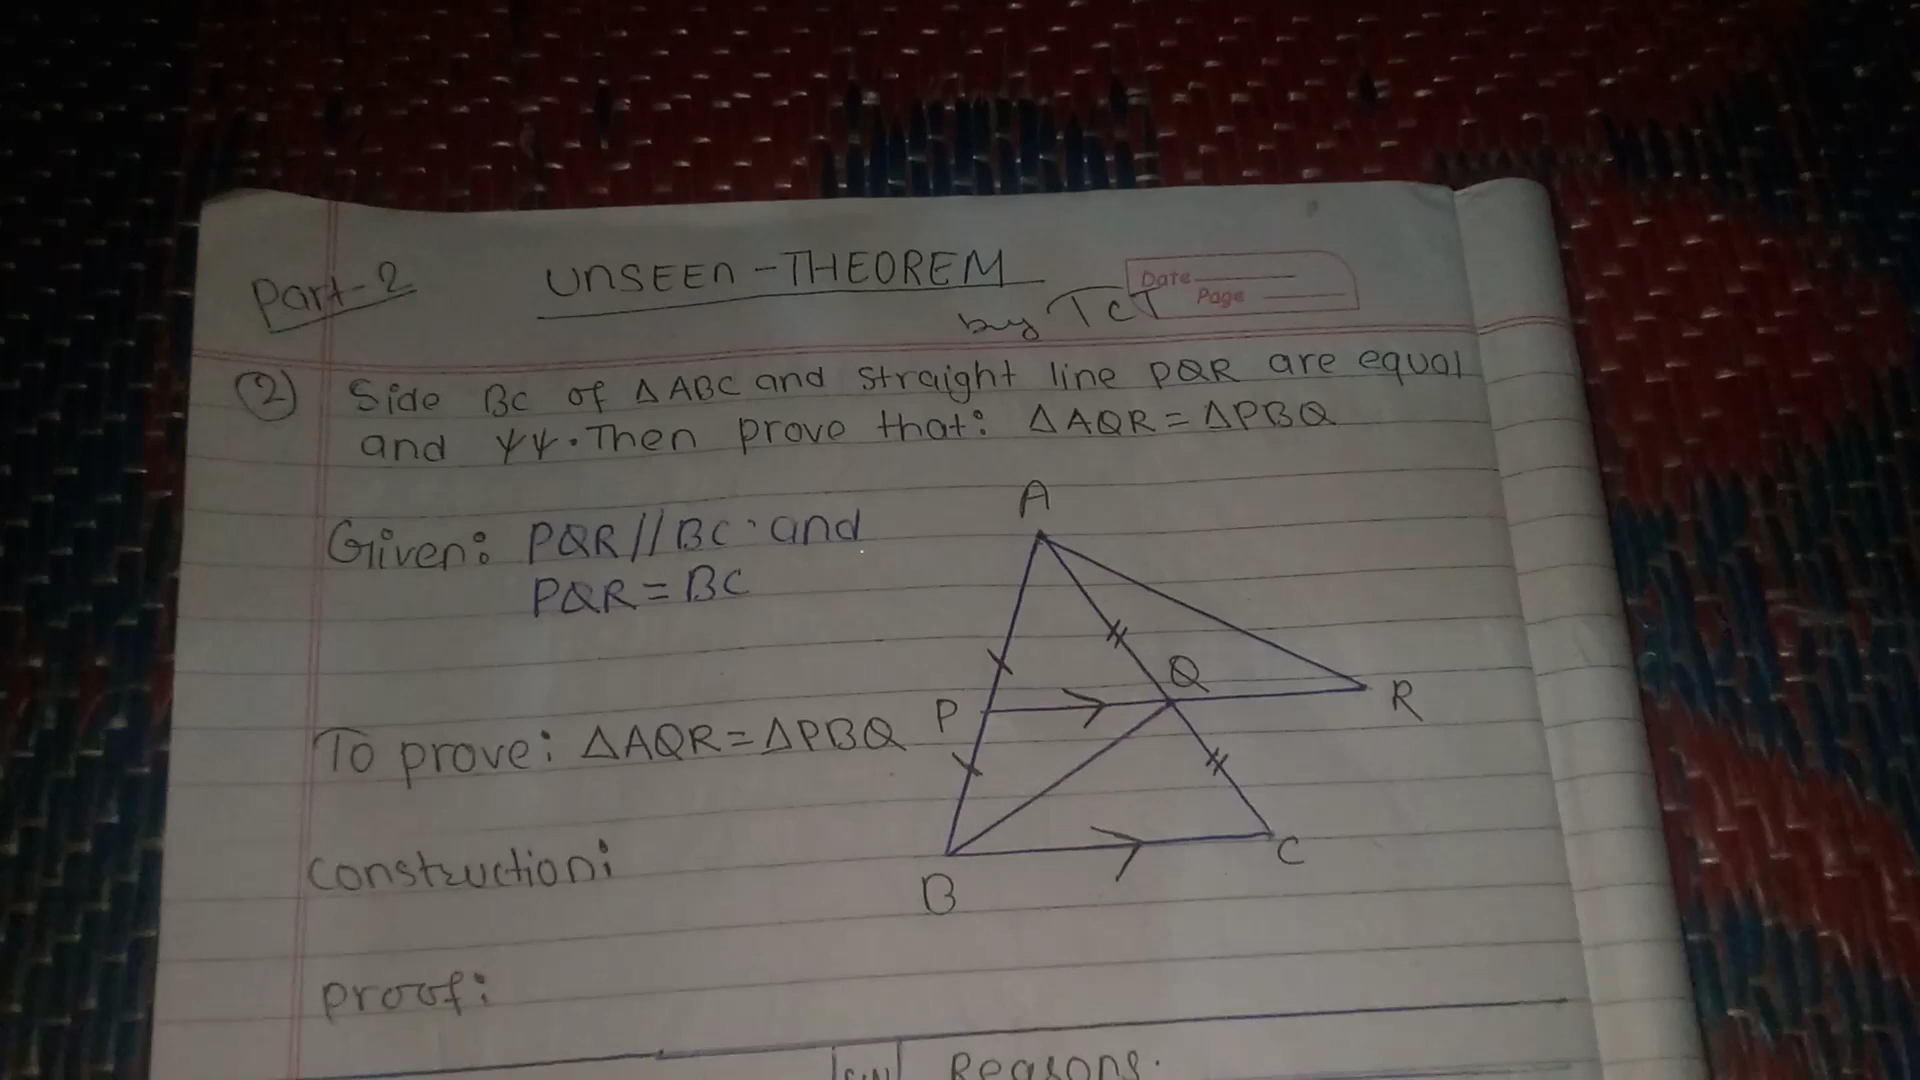 Part-2
UNSEEN-THEOREM
Date
Page
by TCT
2 Side BC of ΔABC and straight line PQR are equal
and ૪૪. Then prove that: ΔAQR = ΔPBQ
A
Given: PQR//BC and
PQR = BC
Q
P
R
To prove: ΔAQR = ΔPBQ
construction:
C
B
proof:
Reasons.